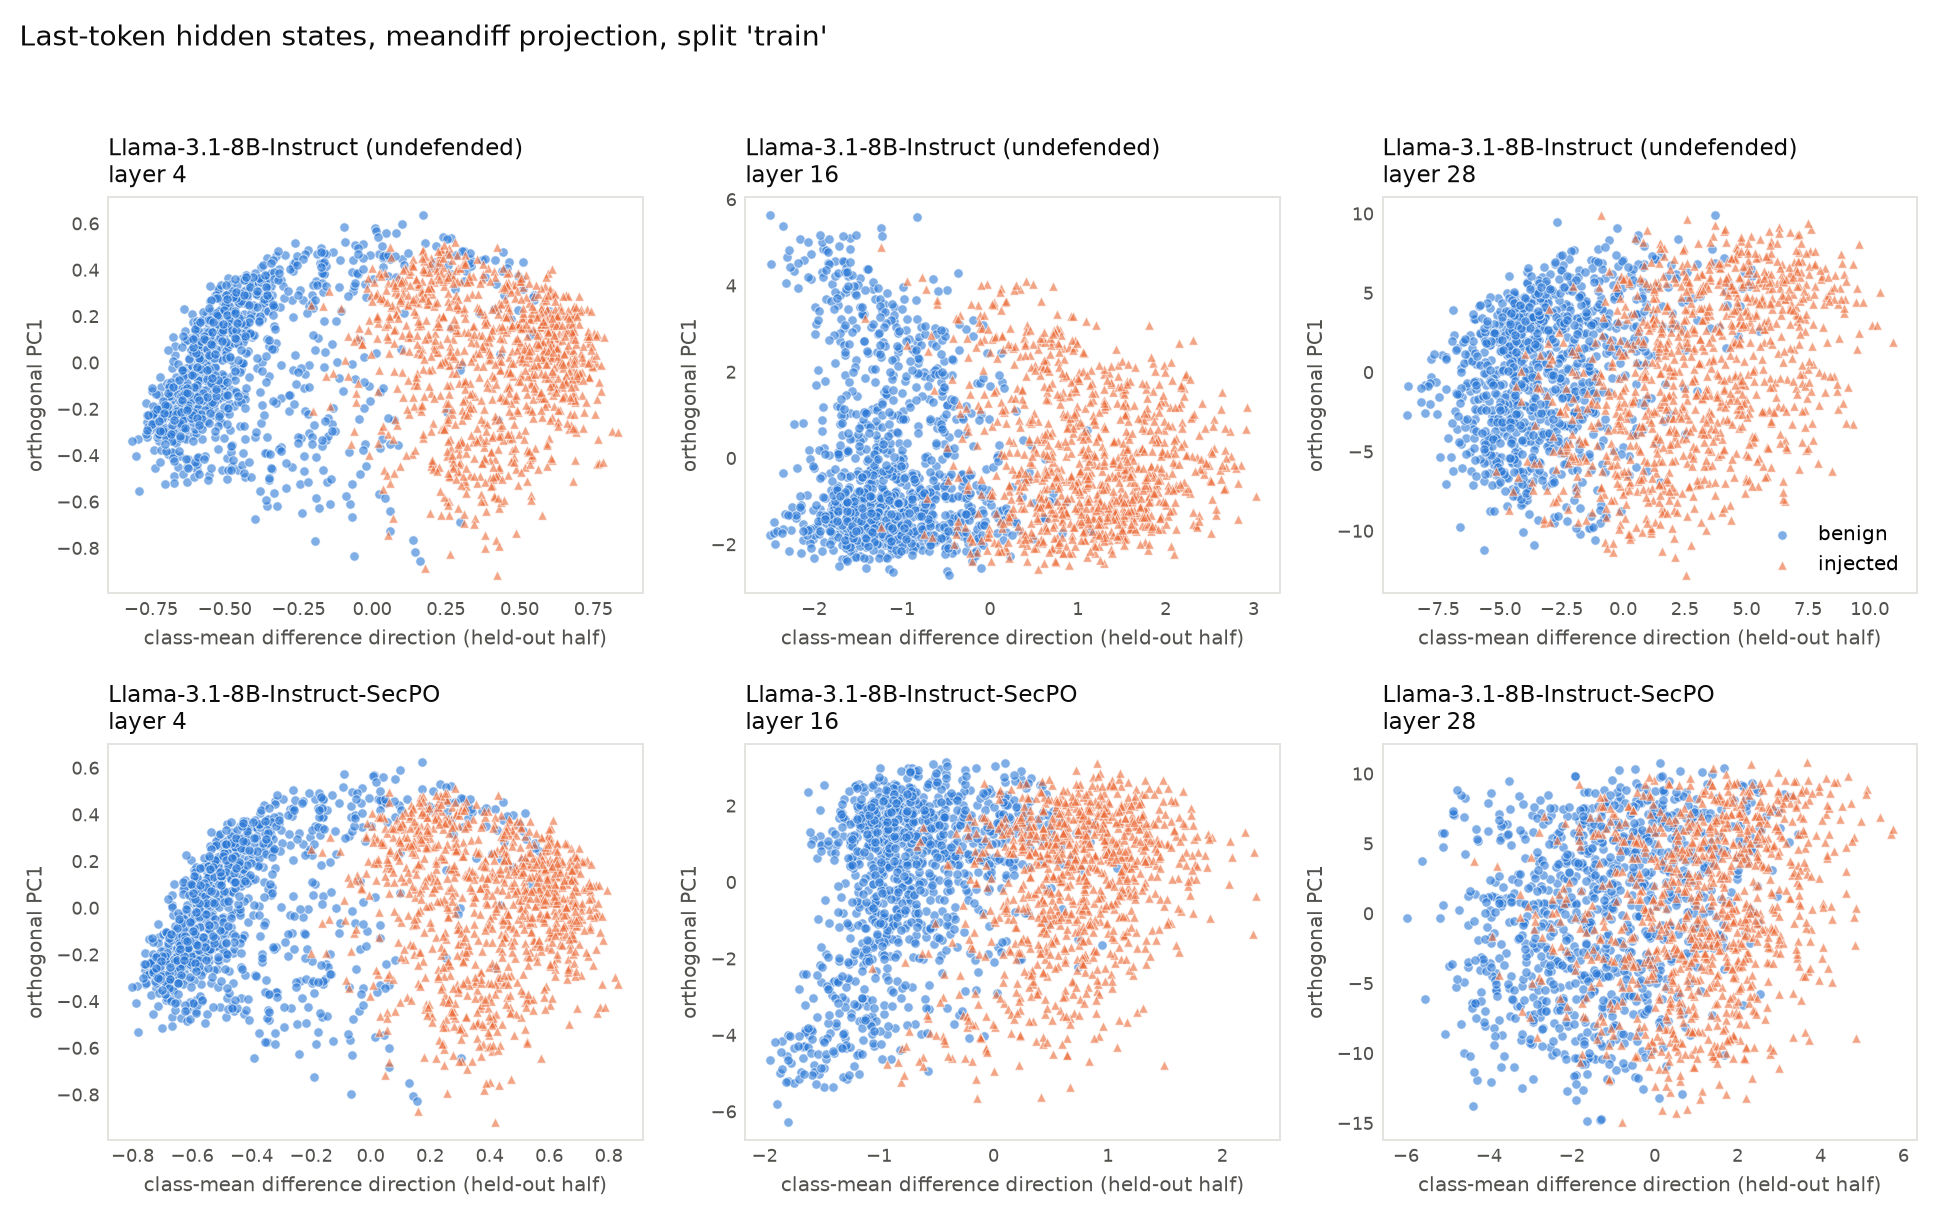 Last-token hidden states, meandiff projection, split 'train'
Llama-3.1-8B-Instruct (undefended)
layer 4
0.6
0.4
0.2
0.0
−0.2
−0.4
−0.6
−0.8
orthogonal PC1
−0.75 −0.50 −0.25 0.00 0.25 0.50 0.75
class-mean difference direction (held-out half)
Llama-3.1-8B-Instruct (undefended)
layer 16
6
4
2
0
−2
orthogonal PC1
−2 −1 0 1 2 3
class-mean difference direction (held-out half)
Llama-3.1-8B-Instruct (undefended)
layer 28
10
5
0
−5
−10
orthogonal PC1
benign
injected
−7.5 −5.0 −2.5 0.0 2.5 5.0 7.5 10.0
class-mean difference direction (held-out half)
Llama-3.1-8B-Instruct-SecPO
layer 4
0.6
0.4
0.2
0.0
−0.2
−0.4
−0.6
−0.8
orthogonal PC1
−0.8 −0.6 −0.4 −0.2 0.0 0.2 0.4 0.6 0.8
class-mean difference direction (held-out half)
Llama-3.1-8B-Instruct-SecPO
layer 16
2
0
−2
−4
−6
orthogonal PC1
−2 −1 0 1 2
class-mean difference direction (held-out half)
Llama-3.1-8B-Instruct-SecPO
layer 28
10
5
0
−5
−10
−15
orthogonal PC1
−6 −4 −2 0 2 4 6
class-mean difference direction (held-out half)